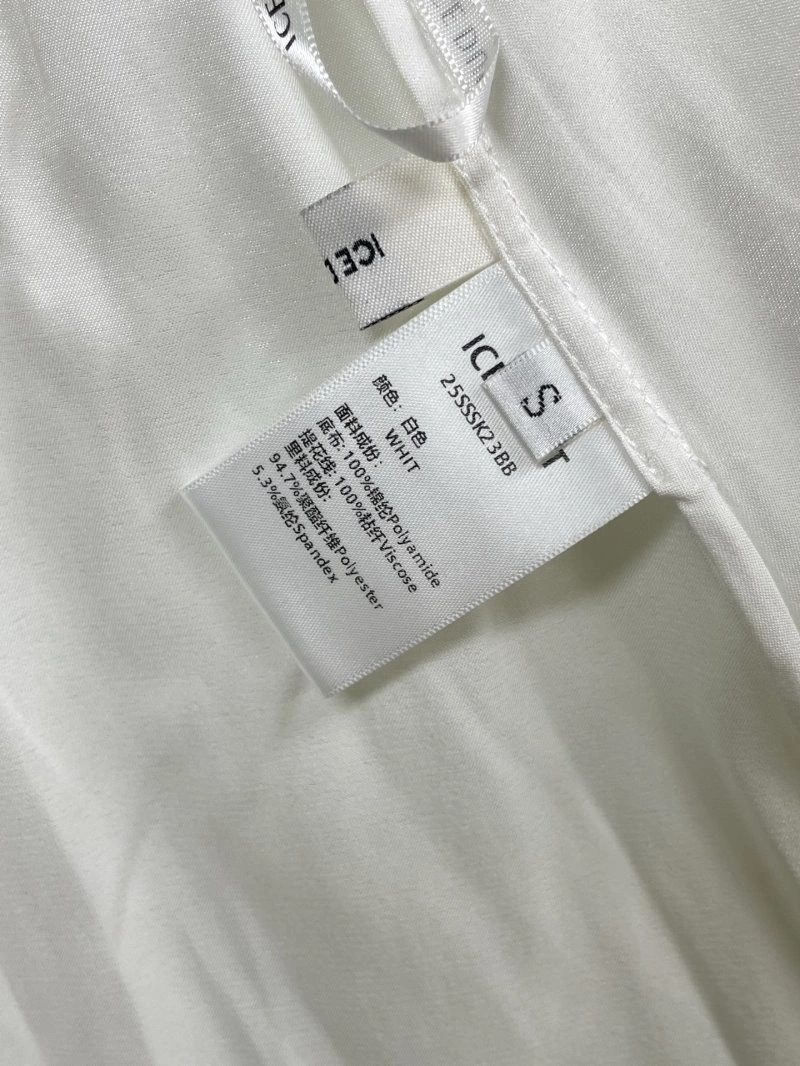 ICE
ICE
S
25SSSK23BB
颜色：白色
WHIT
面料成份：
底布：100%锦纶Polyamide
提花线：100%粘纤Viscose
里料成份：
94.7%聚酯纤维Polyester
5.3%氨纶Spandex